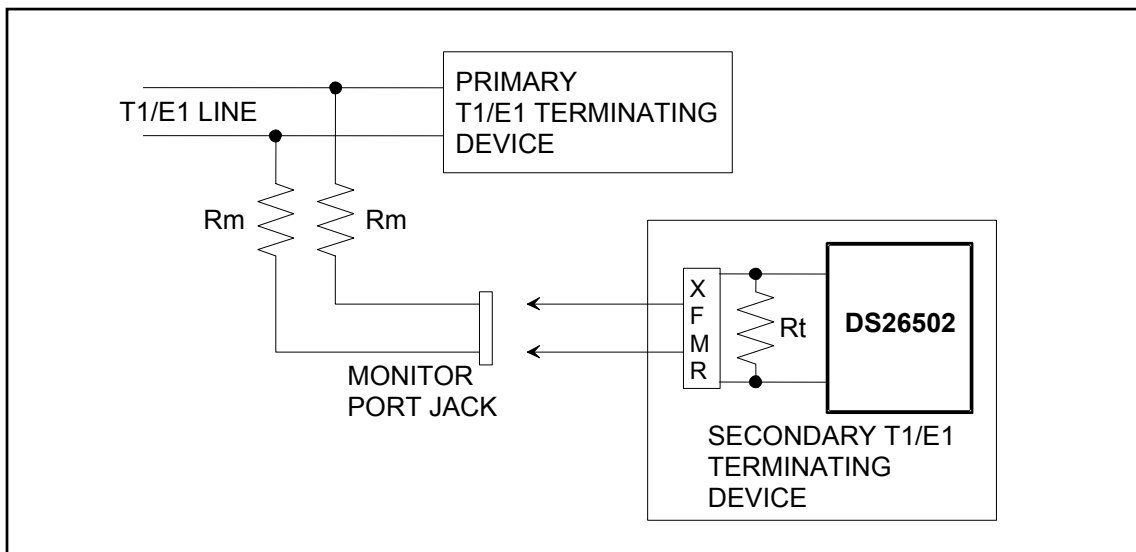 PRIMARY
T1/E1 TERMINATING
DEVICE
T1/E1 LINE
Rm
Rm
MONITOR
PORT JACK
X
F
M
R
Rt
DS26502
SECONDARY T1/E1
TERMINATING
DEVICE